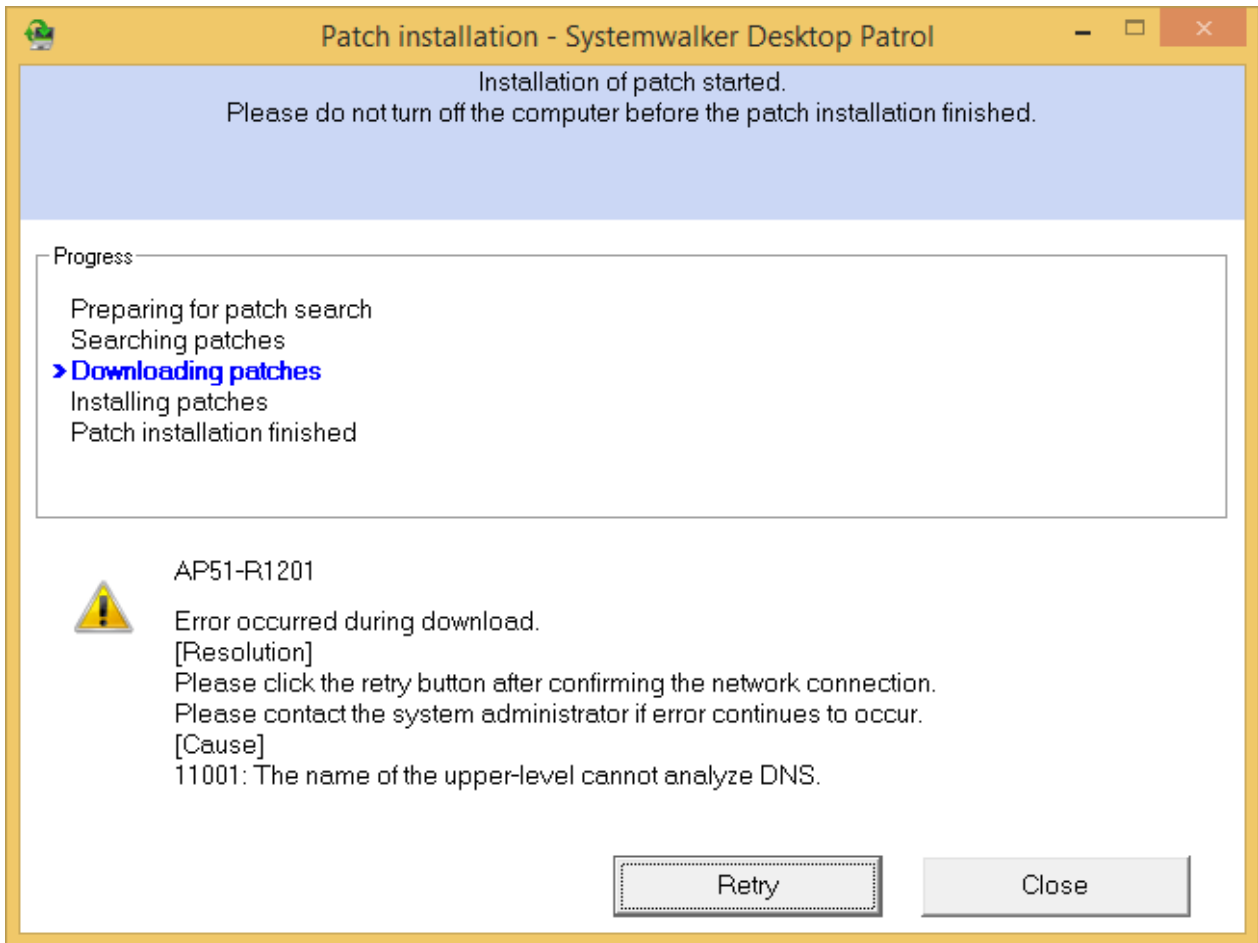 Patch installation - Systemwalker Desktop Patrol
Installation of patch started.
Please do not turn off the computer before the patch installation finished.
Progress
Preparing for patch search
Searching patches
> Downloading patches
Installing patches
Patch installation finished
AP51-R1201
Error occurred during download.
[Resolution]
Please click the retry button after confirming the network connection.
Please contact the system administrator if error continues to occur.
[Cause]
11001: The name of the upper-level cannot analyze DNS.
Retry
Close